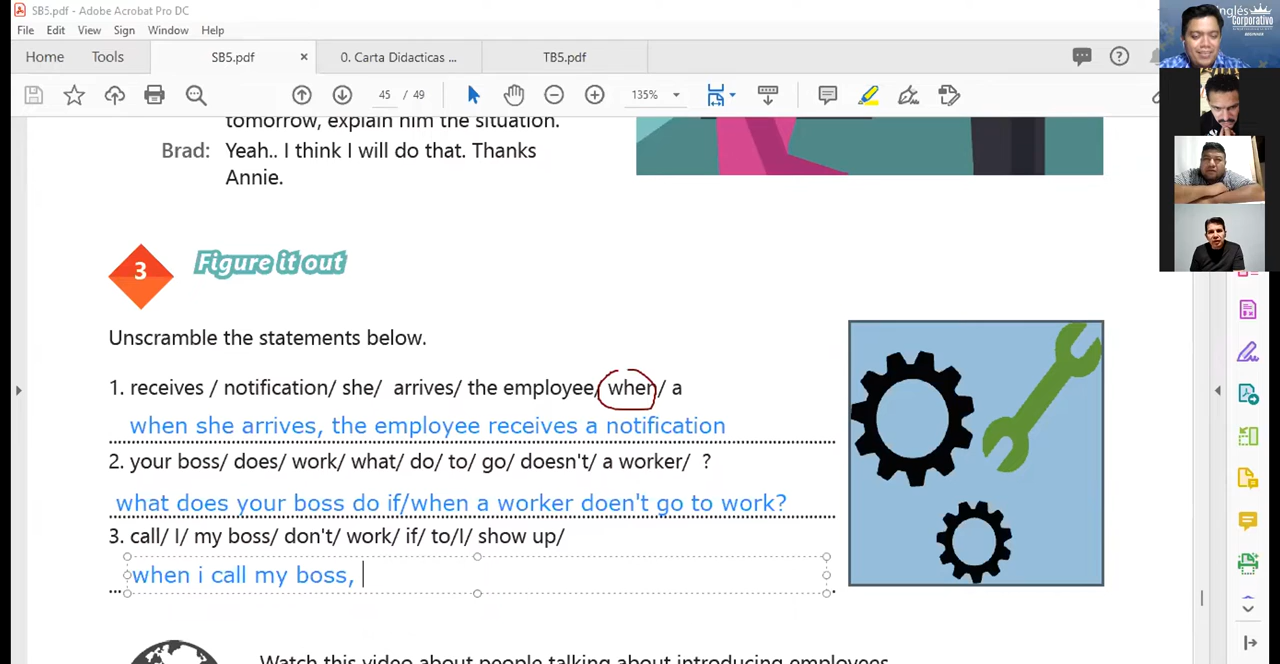 SB5.pdf - Adobe Acrobat Pro DC
File Edit View Sign Window Help
Home Tools SB5.pdf × 0. Carta Didacticas ... TB5.pdf
45 / 49 135%
Inglés
Corporativo
tomorrow, explain him the situation.
Brad: Yeah.. I think I will do that. Thanks
Annie.
3 Figure it out
Unscramble the statements below.
1. receives / notification/ she/ arrives/ the employee/ when/ a
when she arrives, the employee receives a notification
2. your boss/ does/ work/ what/ do/ to/ go/ doesn't/ a worker/ ?
what does your boss do if/when a worker doen't go to work?
3. call/ I/ my boss/ don't/ work/ if/ to/I/ show up/
when i call my boss,
Watch this video about people talking about introducing employees